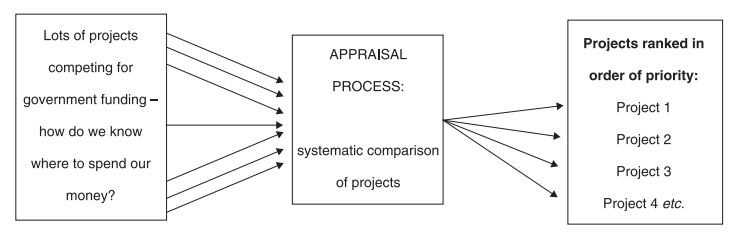 Lots of projects
competing for
government funding –
how do we know
where to spend our
money?
APPRAISAL
PROCESS:
systematic comparison
of projects
Projects ranked in
order of priority:
Project 1
Project 2
Project 3
Project 4 etc.